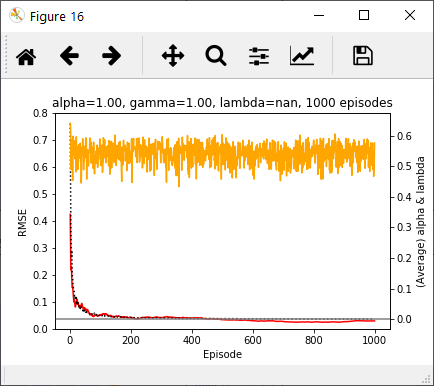 Figure 16
alpha=1.00, gamma=1.00, lambda=nan, 1000 episodes
0.8
0.7
0.6
0.5
0.4
0.3
0.2
0.1
0.0
RMSE
0.6
0.5
0.4
0.3
0.2
0.1
0.0
(Average) alpha & lambda
0 200 400 600 800 1000
Episode